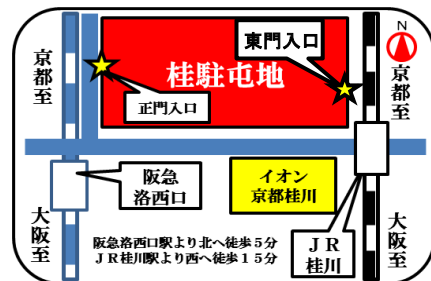 東門入口
N
京都至
京都至
桂駐屯地
正門入口
阪急
洛西口
イオン
京都桂川
大阪至
大阪至
JR
桂川
阪急洛西口駅より北へ徒歩5分
JR桂川駅より西へ徒歩15分